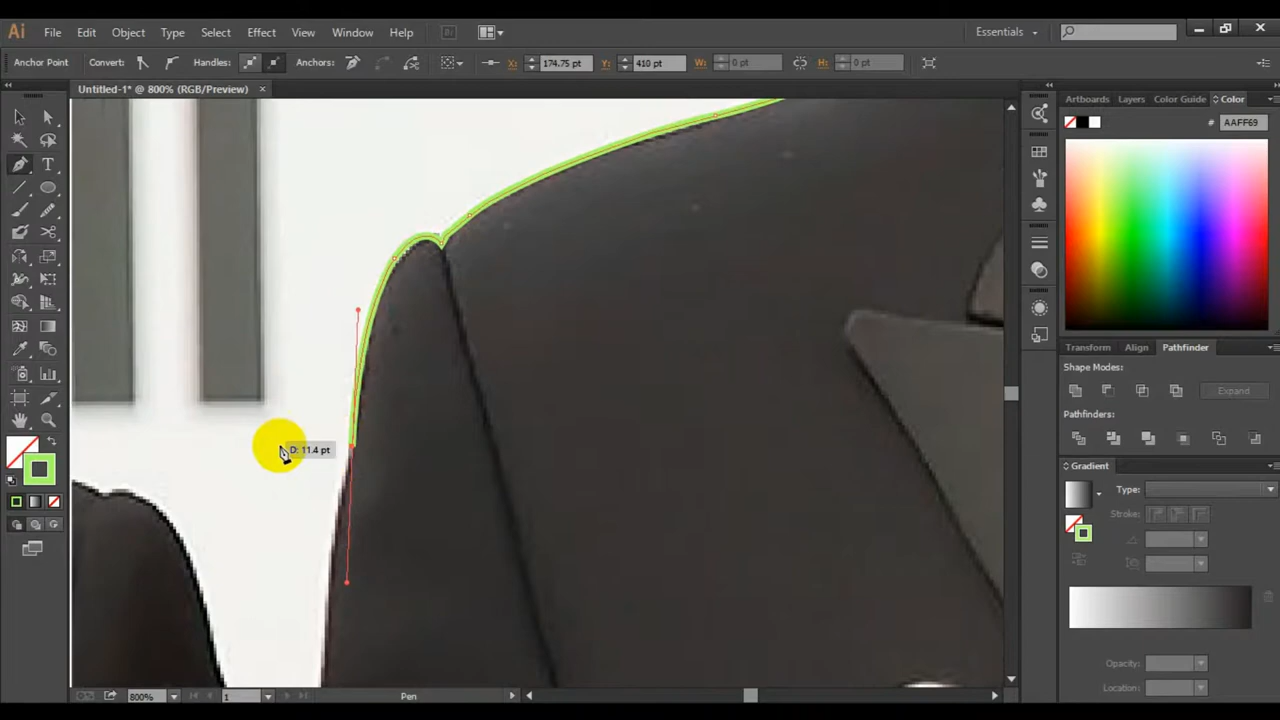 Ai File Edit Object Type Select Effect View Window Help Br Essentials
Anchor Point Convert: Handles: Anchors: X: 174.75 pt Y: 410 pt W: 0 pt H: 0 pt
Untitled-1* @ 800% (RGB/Preview) ×
Artboards Layers Color Guide Color
# AAFF69
T
Transform Align Pathfinder
Shape Modes:
Expand
Pathfinders:
D: 11.4 pt
Gradient
Type:
Stroke:
Opacity:
Location:
800% 1 Pen